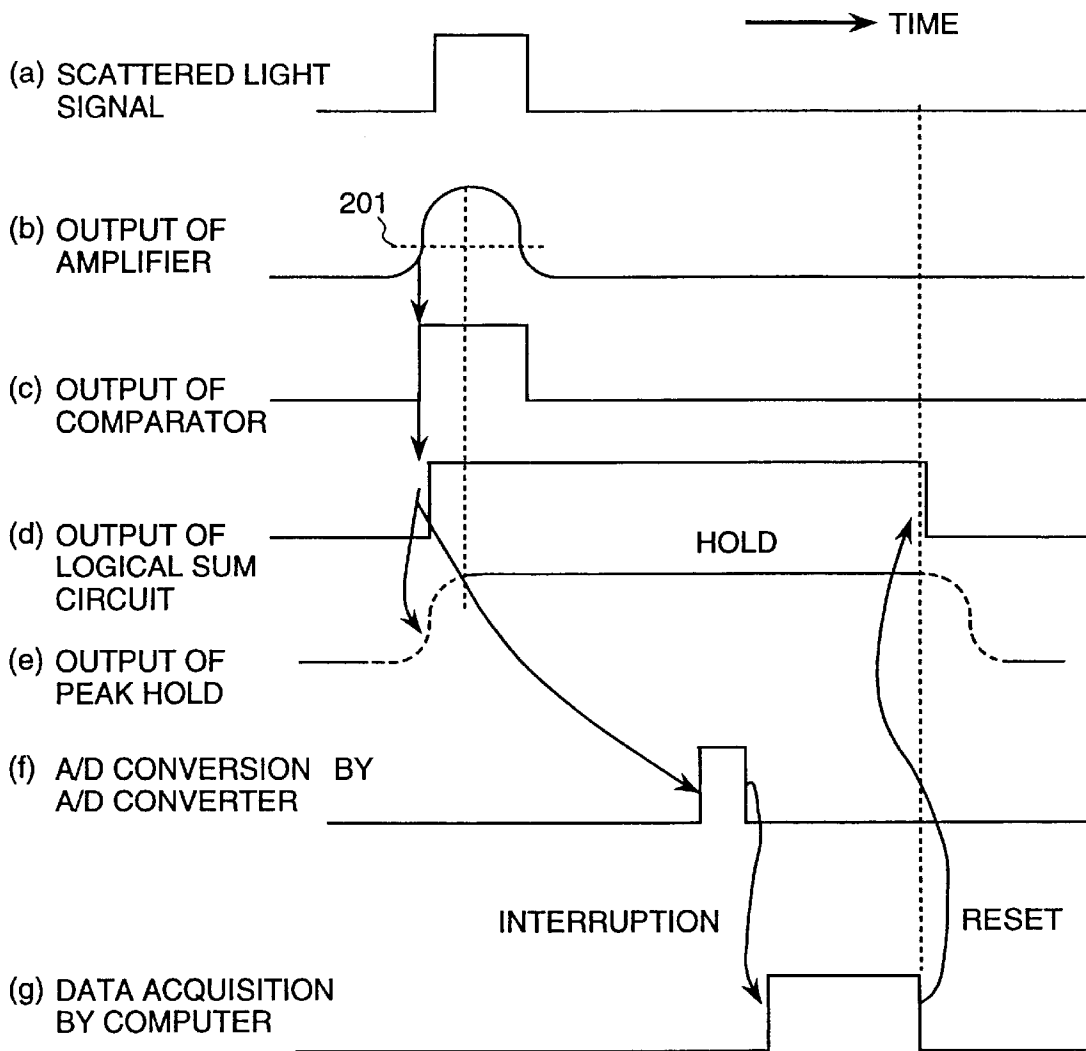 TIME
(a) SCATTERED LIGHT
SIGNAL
201
(b) OUTPUT OF
AMPLIFIER
(c) OUTPUT OF
COMPARATOR
(d) OUTPUT OF
LOGICAL SUM
CIRCUIT
HOLD
(e) OUTPUT OF
PEAK HOLD
(f) A/D CONVERSION BY
A/D CONVERTER
INTERRUPTION
RESET
(g) DATA ACQUISITION
BY COMPUTER